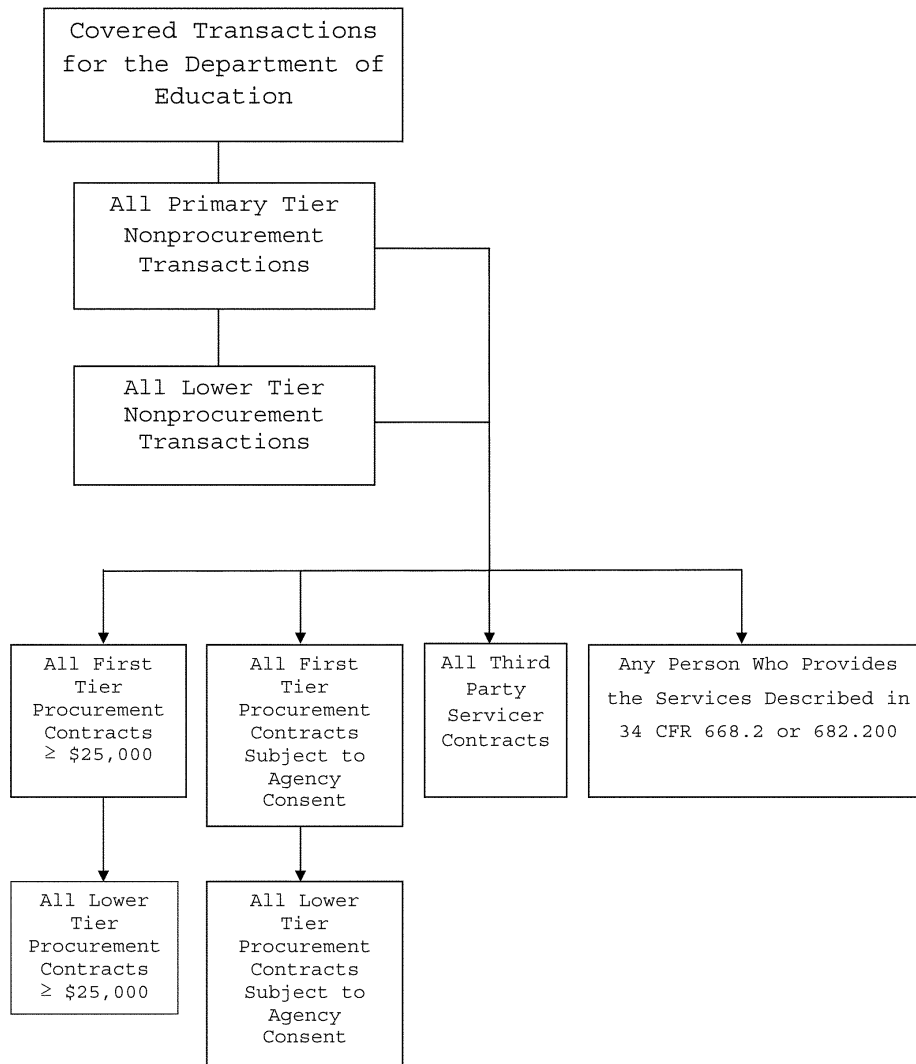 Covered Transactions
for the Department of
Education
All Primary Tier
Nonprocurement
Transactions
All Lower Tier
Nonprocurement
Transactions
All First
Tier
Procurement
Contracts
≥ $25,000
All First
Tier
Procurement
Contracts
Subject to
Agency
Consent
All Third
Party
Servicer
Contracts
Any Person Who Provides
the Services Described in
34 CFR 668.2 or 682.200
All Lower
Tier
Procurement
Contracts
≥ $25,000
All Lower
Tier
Procurement
Contracts
Subject to
Agency
Consent